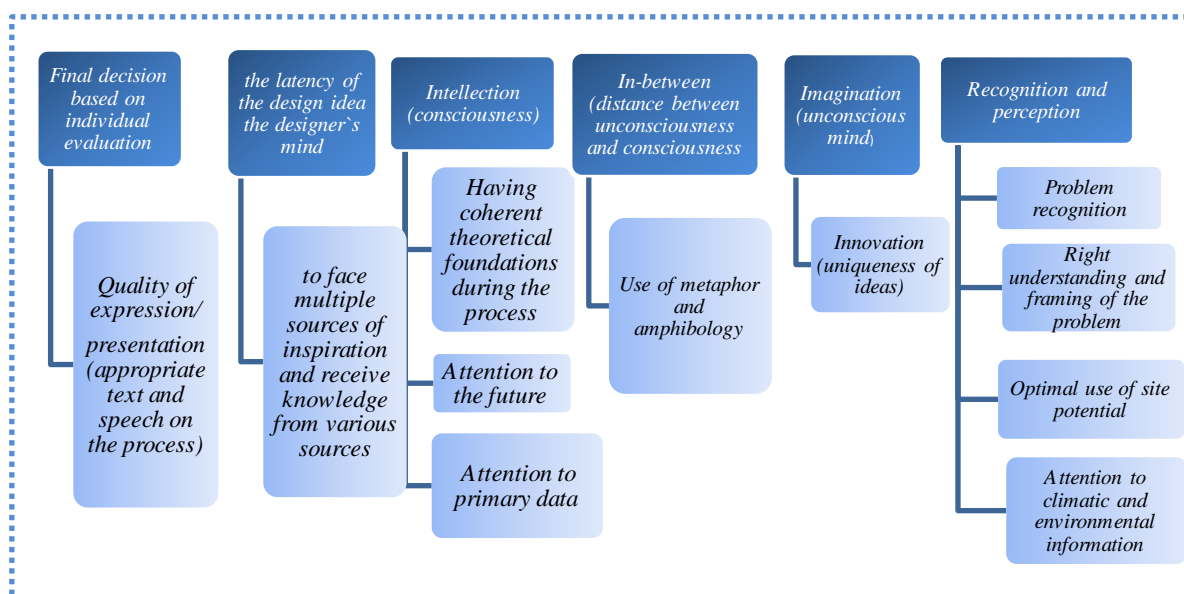 Final decision
based on
individual
evaluation
Quality of
expression/
presentation
(appropriate
text and
speech on
the process)
the latency of
the design idea
the designer`s
mind
to face
multiple
sources of
inspiration
and receive
knowledge
from various
sources
Intellection
(consciousness)
Having
coherent
theoretical
foundations
during the
process
Attention to
the future
Attention to
primary data
In-between
(distance between
unconsciousness
and consciousness
Use of metaphor
and
amphibology
Imagination
(unconscious
mind)
Innovation
(uniqueness of
ideas)
Recognition and
perception
Problem
recognition
Right
understanding and
framing of the
problem
Optimal use of site
potential
Attention to
climatic and
environmental
information